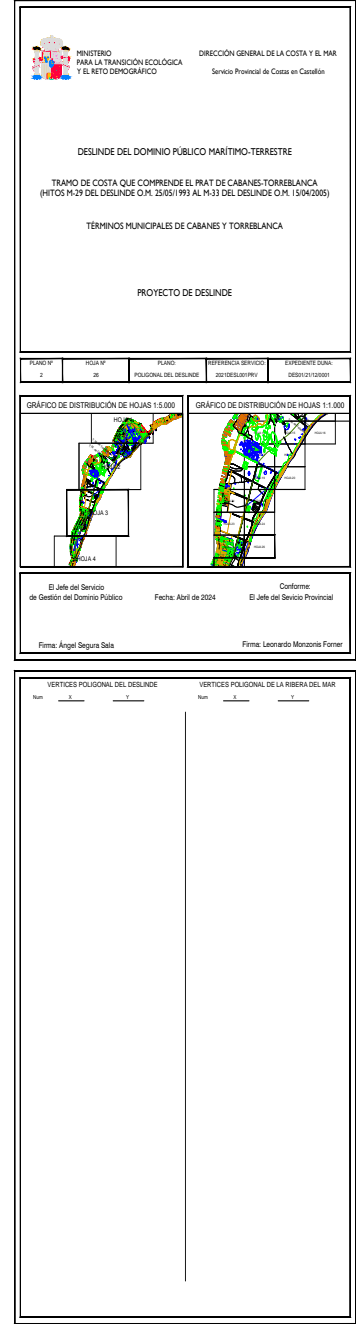 MINISTERIO
PARA LA TRANSICIÓN ECOLÓGICA
Y EL RETO DEMOGRÁFICO
DIRECCIÓN GENERAL DE LA COSTA Y EL MAR
Servicio Provincial de Costas en Castellón
DESLINDE DEL DOMINIO PÚBLICO MARÍTIMO-TERRESTRE
TRAMO DE COSTA QUE COMPRENDE EL PRAT DE CABANES-TORREBLANCA
(HITOS M-29 DEL DESLINDE O.M. 25/05/1993 AL M-33 DEL DESLINDE O.M. 15/04/2005)
TÉRMINOS MUNICIPALES DE CABANES Y TORREBLANCA
PROYECTO DE DESLINDE
PLANO Nº HOJA Nº PLANO: REFERENCIA SERVICIO: EXPEDIENTE DUNA:
2 26 POLIGONAL DEL DESLINDE 2021DESL001PRV DES01/21/12/0001
GRÁFICO DE DISTRIBUCIÓN DE HOJAS 1:5.000
GRÁFICO DE DISTRIBUCIÓN DE HOJAS 1:1.000
HOJA 3
HOJA 4
El Jefe del Servicio
de Gestión del Dominio Público
Fecha: Abril de 2024
Conforme:
El Jefe del Sevicio Provincial
Firma: Ángel Segura Sala
Firma: Leonardo Monzonis Forner
VERTICES POLIGONAL DEL DESLINDE
VERTICES POLIGONAL DE LA RIBERA DEL MAR
Num X Y
Num X Y